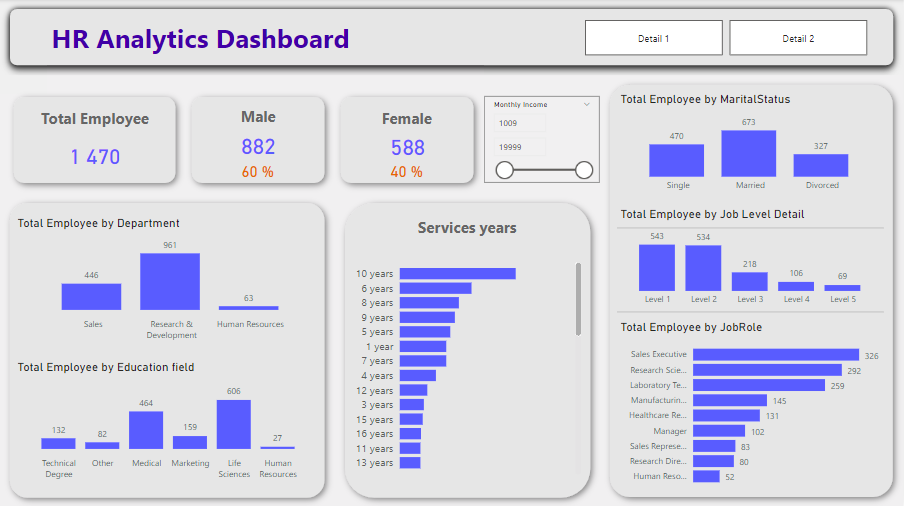 HR Analytics Dashboard
Detail 1
Detail 2
Total Employee
1 470
Male
882
60 %
Female
588
40 %
Monthly Income
1009
19999
Total Employee by MaritalStatus
470
673
327
Single
Married
Divorced
Total Employee by Job Level Detail
543
534
218
106
69
Level 1
Level 2
Level 3
Level 4
Level 5
Total Employee by JobRole
Sales Executive
326
Research Scie...
292
Laboratory Te...
259
Manufacturin...
145
Healthcare Re...
131
Manager
102
Sales Represe...
83
Research Dire...
80
Human Reso...
52
Total Employee by Department
446
961
63
Sales
Research &
Development
Human Resources
Total Employee by Education field
132
82
464
159
606
27
Technical
Degree
Other
Medical
Marketing
Life
Sciences
Human
Resources
Services years
10 years
6 years
8 years
9 years
5 years
1 year
7 years
4 years
12 years
3 years
15 years
16 years
11 years
13 years